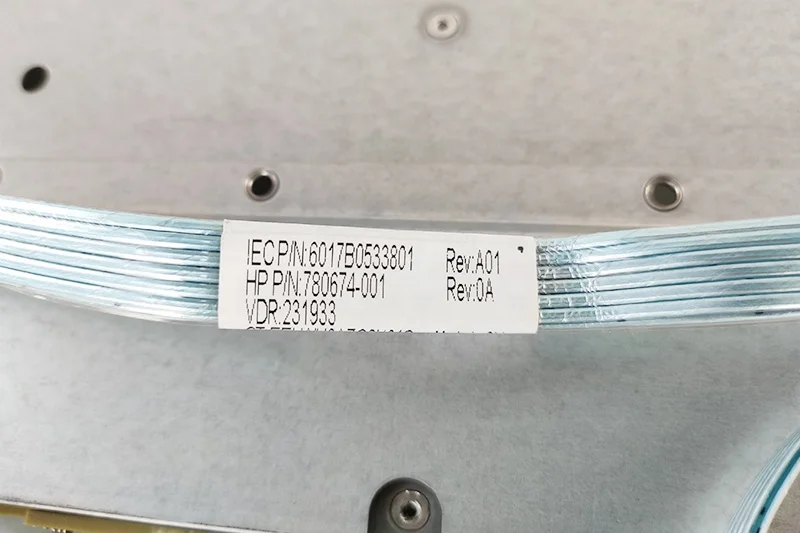 IEC P/N:6017B0533801 Rev:A01
HP P/N:780674-001 Rev:0A
VDR:231933